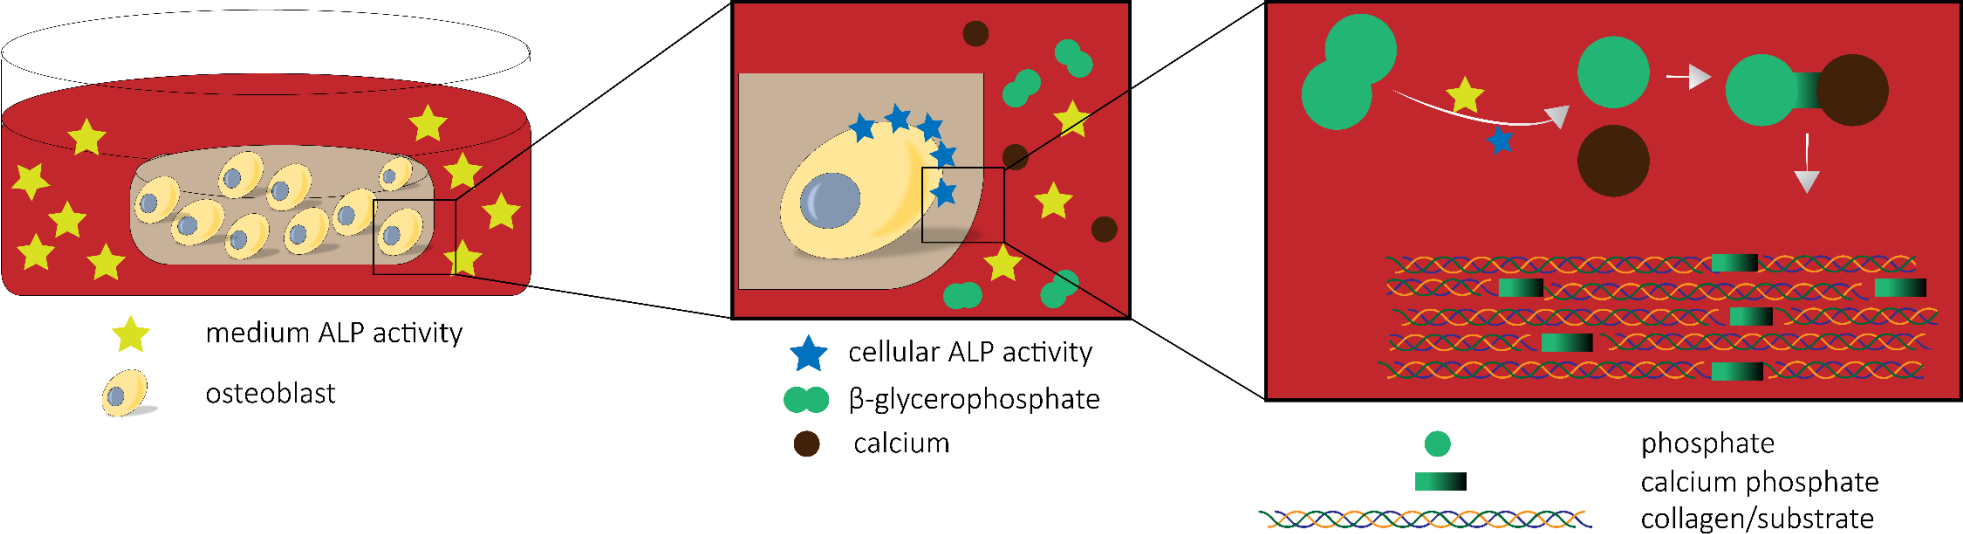 medium ALP activity
osteoblast
cellular ALP activity
β-glycerophosphate
calcium
phosphate
calcium phosphate
collagen/substrate